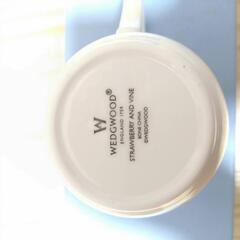 W
WEDGWOOD®
ENGLAND 1759
STRAWBERRY AND VINE
BONE CHINA
©WEDGWOOD